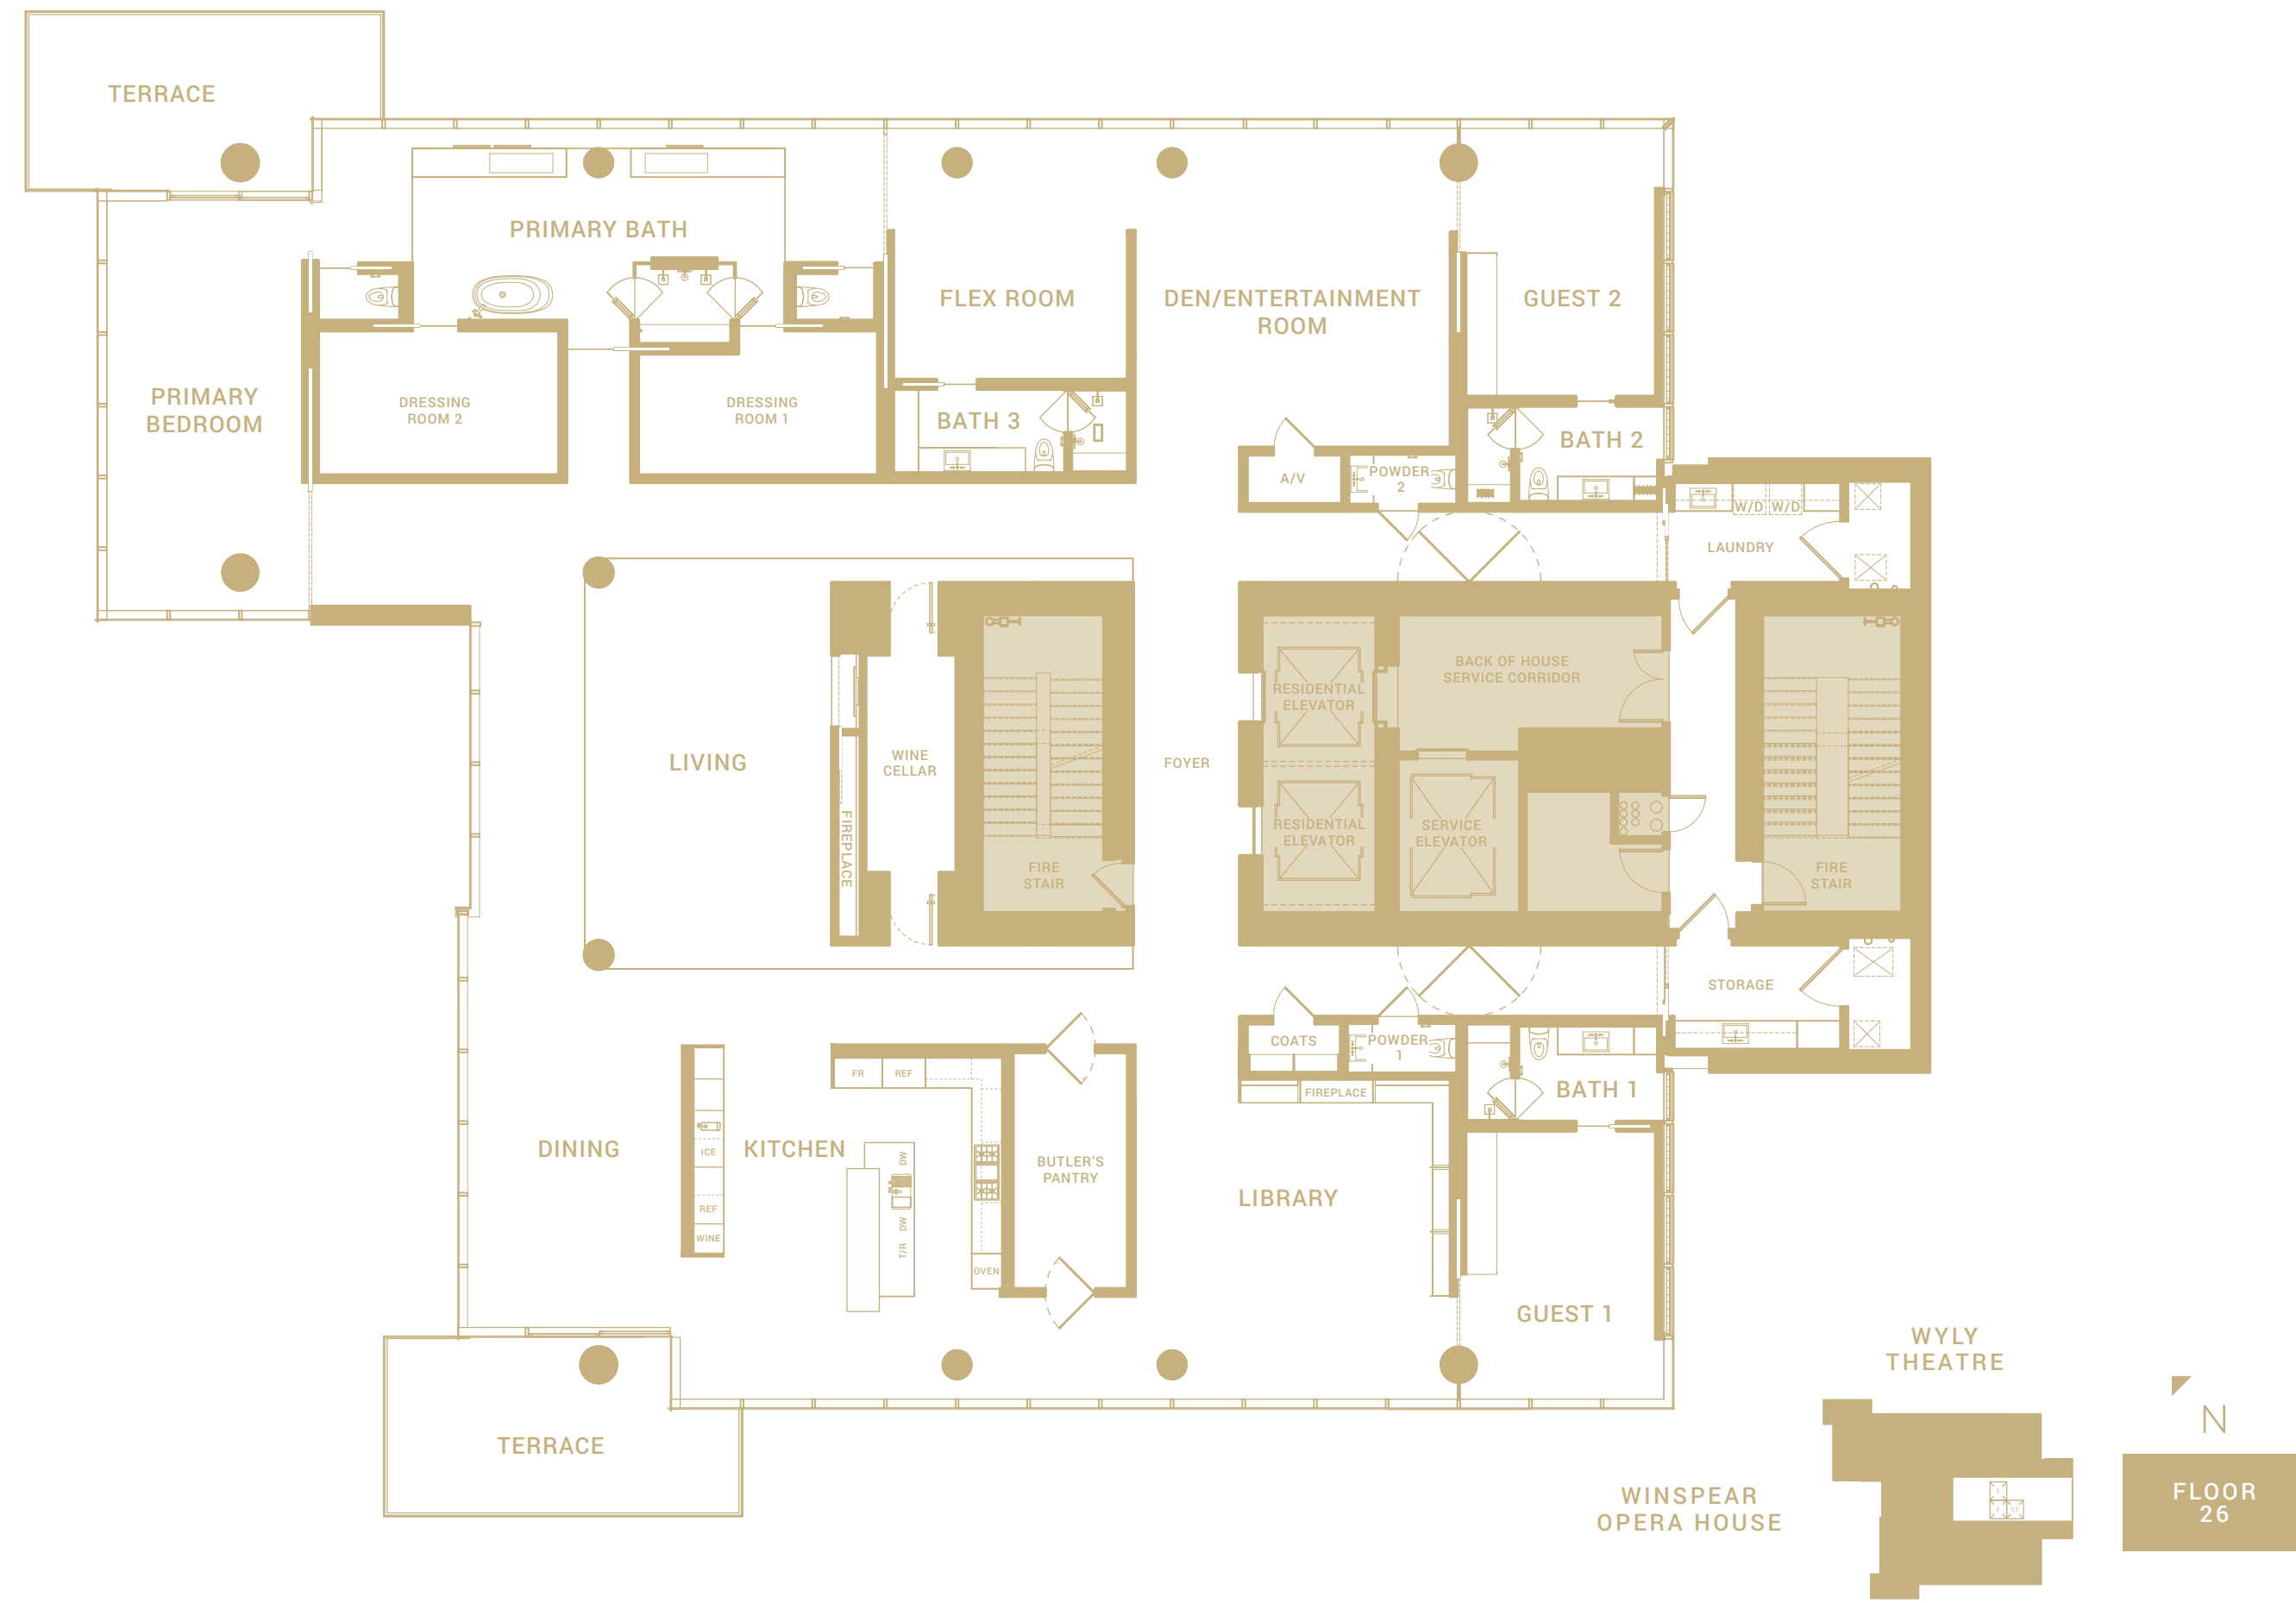 TERRACE
PRIMARY BATH
FLEX ROOM
DEN/ENTERTAINMENT
ROOM
GUEST 2
PRIMARY
BEDROOM
DRESSING
ROOM 2
DRESSING
ROOM 1
BATH 3
BATH 2
A/V
POWDER
2
W/D
W/D
LAUNDRY
BACK OF HOUSE
SERVICE CORRIDOR
RESIDENTIAL
ELEVATOR
LIVING
WINE
CELLAR
FOYER
FIREPLACE
RESIDENTIAL
ELEVATOR
SERVICE
ELEVATOR
FIRE
STAIR
FIRE
STAIR
STORAGE
COATS
POWDER
1
FR
REF
FIREPLACE
BATH 1
DINING
KITCHEN
ICE
DW
BUTLER'S
PANTRY
LIBRARY
REF
DW
WINE
T/R
OVEN
GUEST 1
TERRACE
WYLY
THEATRE
N
WINSPEAR
OPERA HOUSE
E
E
SE
FLOOR
26